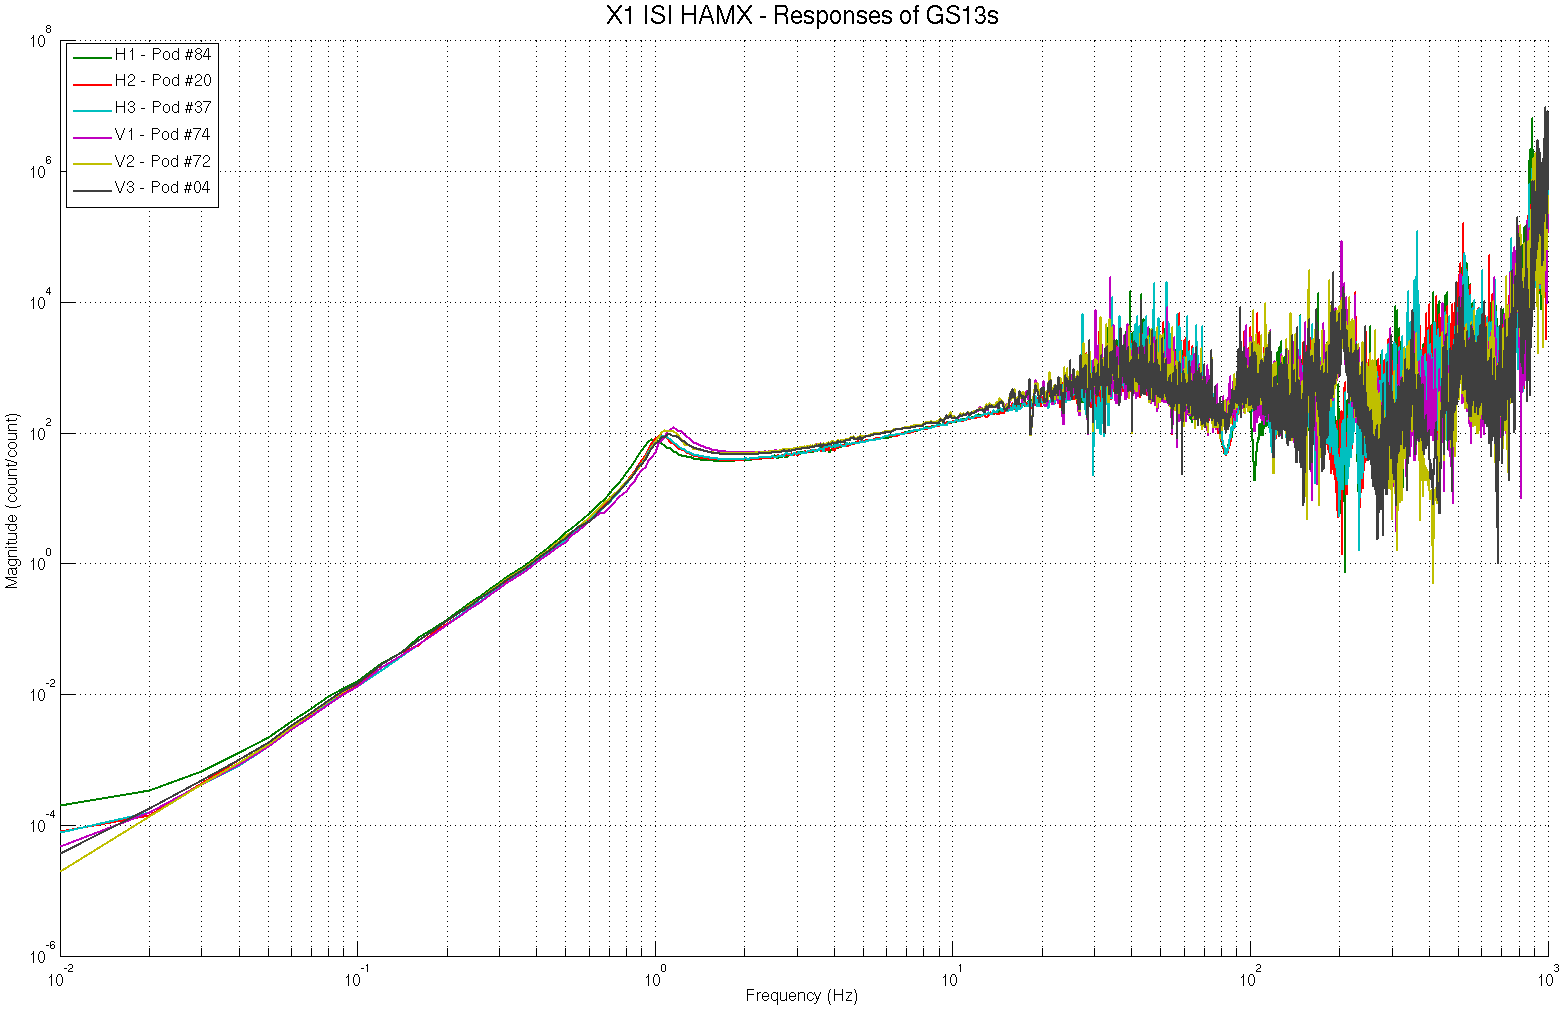 X1 ISI HAMX - Responses of GS13s
10^8
H1 - Pod #84
H2 - Pod #20
H3 - Pod #37
V1 - Pod #74
V2 - Pod #72
V3 - Pod #04
10^6
10^4
10^2
10^0
10^-2
10^-4
10^-6
Magnitude (count/count)
10^-2 10^-1 10^0 10^1 10^2 10^3
Frequency (Hz)